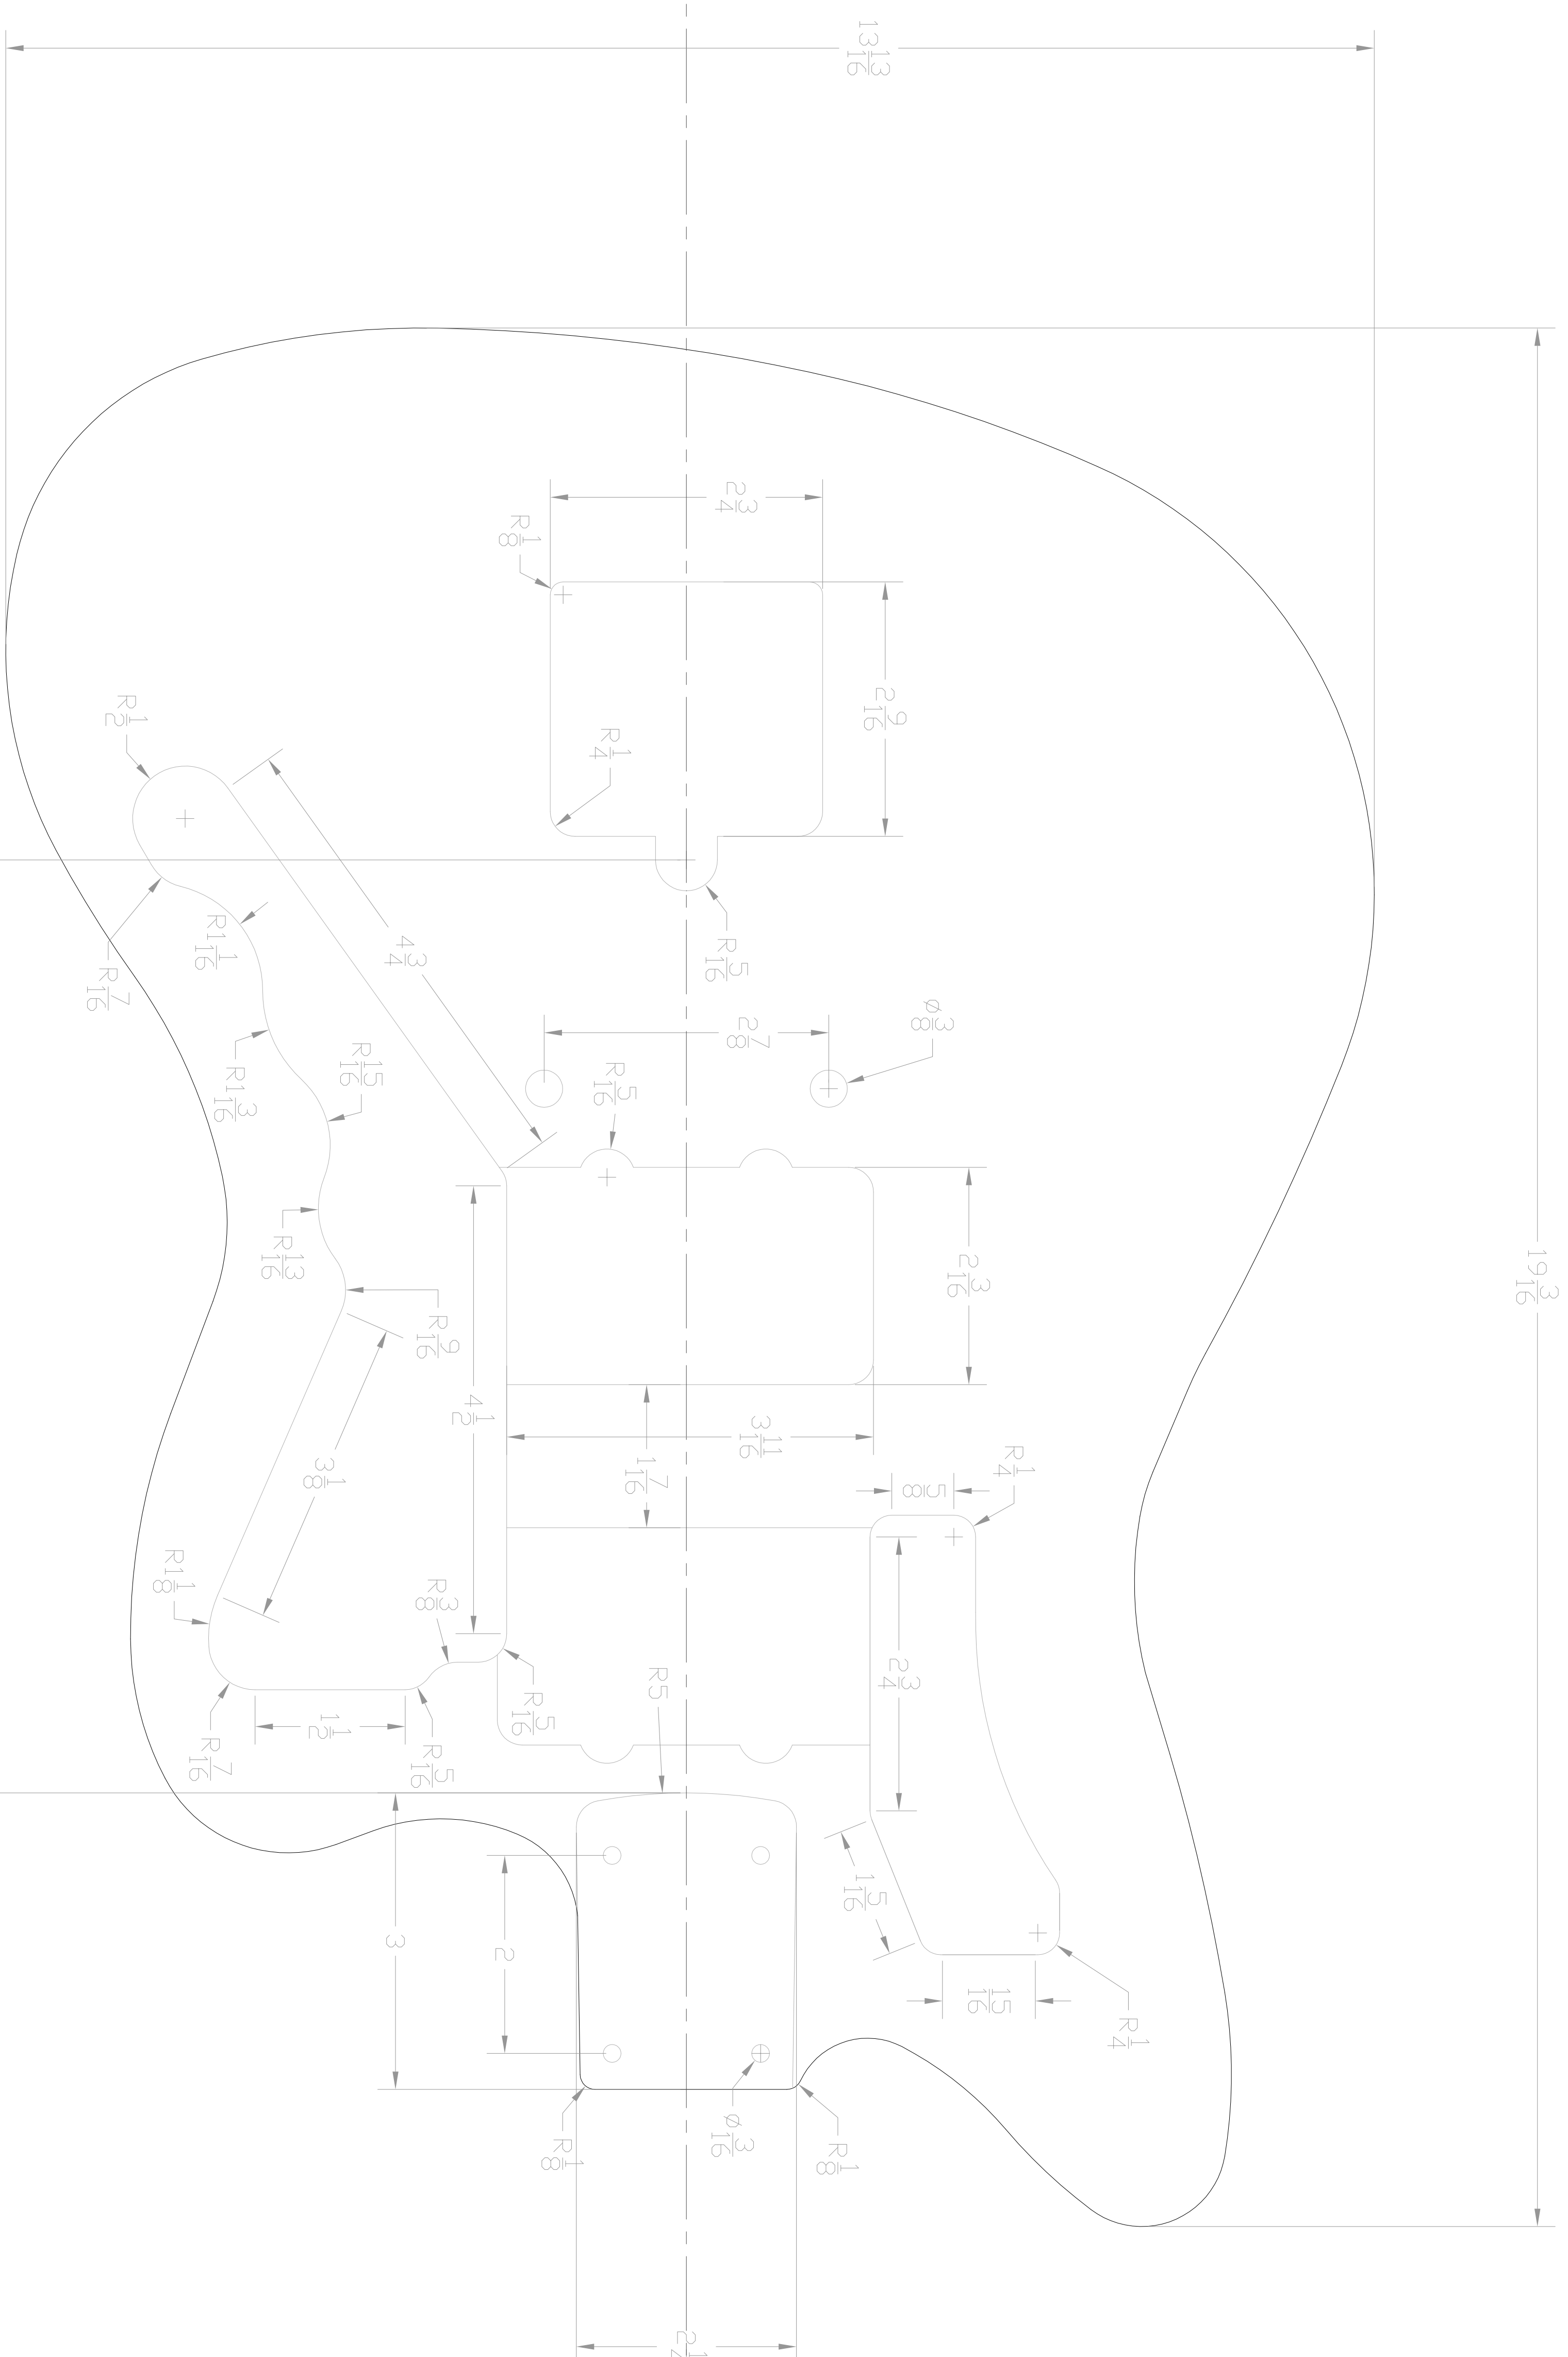 13 13/16
2 3/4
R 1/8
2 9/16
R 1/2
R 1/4
4 3/4
R1 1/16
R 5/16
R 7/16
2 7/8
Ø 3/8
R1 3/16
R 15/16
R 5/16
R 13/16
2 3/16
19 3/16
R 9/16
4 1/2
3 11/16
1 7/16
3 1/8
5/8
R 1/4
R1 1/8
R 3/8
2 3/4
R5
R 5/16
1 1/2
R 7/16
R 5/16
1 5/16
3
2
15/16
R 1/4
R 1/8
Ø 3/16
R 1/8